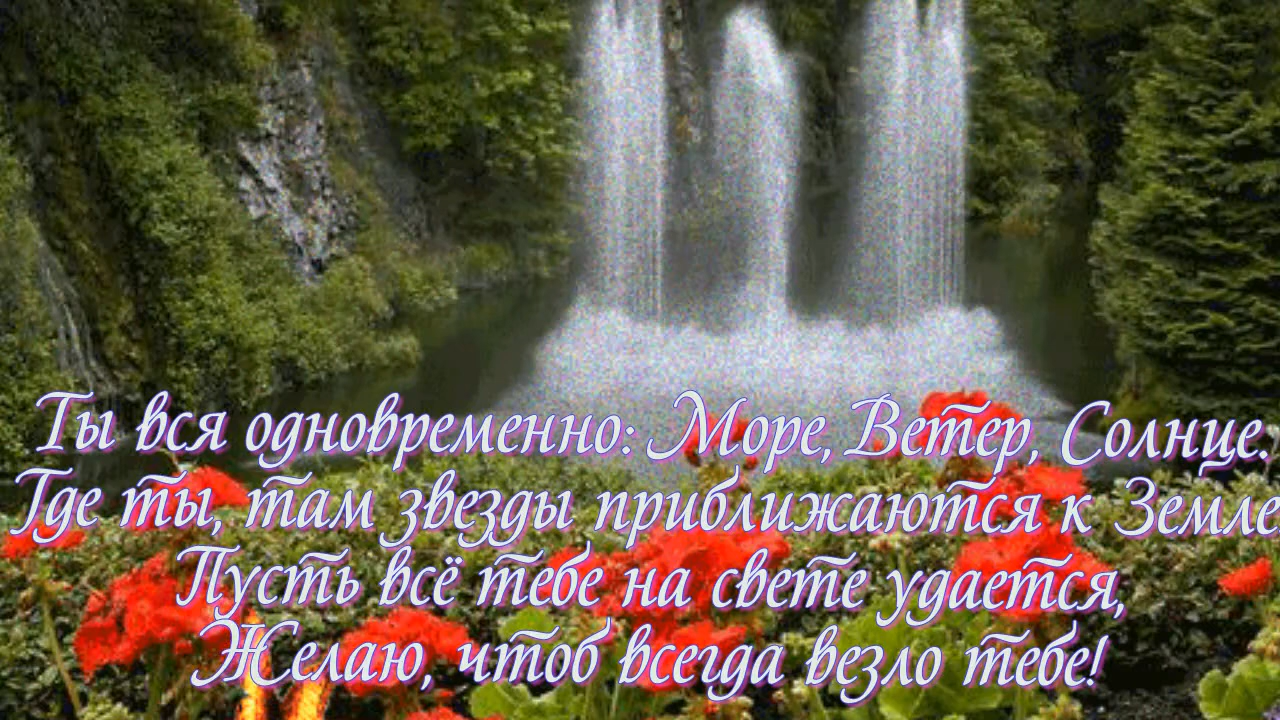 Ты вся одновременно: Море, Ветер, Солнце.
Где ты, там звезды приближаются к Земле
Пусть всё тебе на свете удается,
Желаю, чтоб всегда везло тебе!